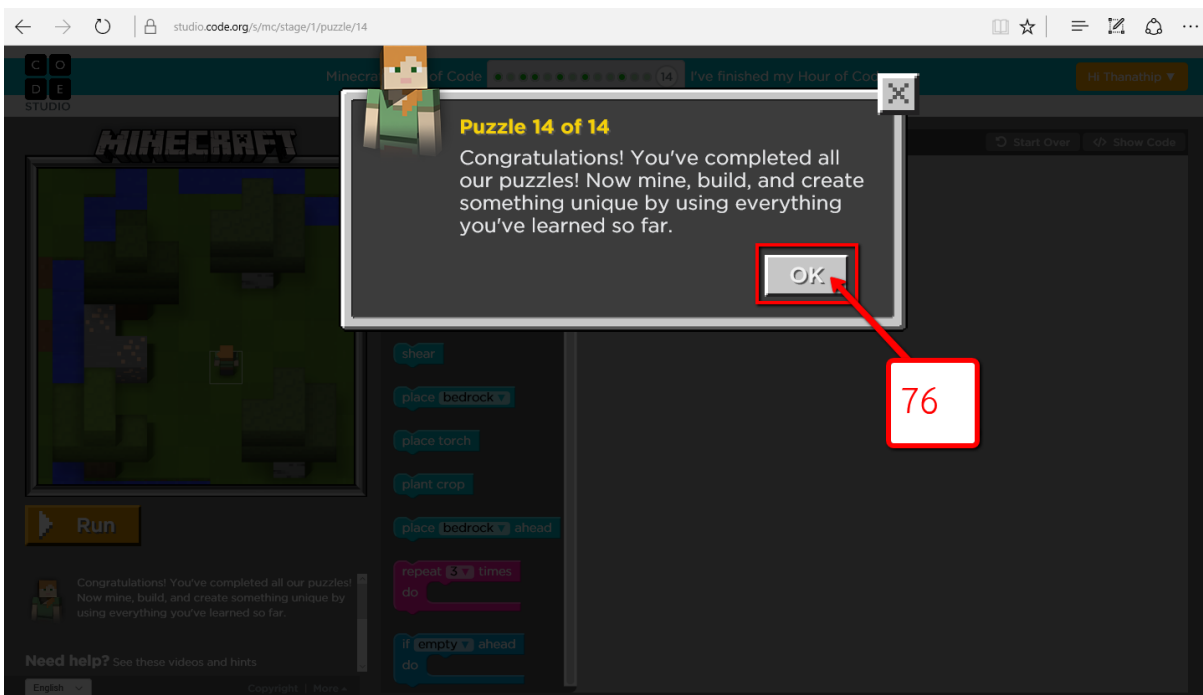 studio.code.org/s/mc/stage/1/puzzle/14
CODE
STUDIO
Minecra of Code 14 I've finished my Hour of Co
Hi Thanathip
MINECRAFT
Start Over
</> Show Code
Puzzle 14 of 14
Congratulations! You've completed all
our puzzles! Now mine, build, and create
something unique by using everything
you've learned so far.
OK
76
shear
place bedrock
place torch
plant crop
place bedrock ahead
repeat 3 times
do
if empty ahead
do
Run
Congratulations! You've completed all our puzzles!
Now mine, build, and create something unique by
using everything you've learned so far.
Need help? See these videos and hints
English
Copyright | More